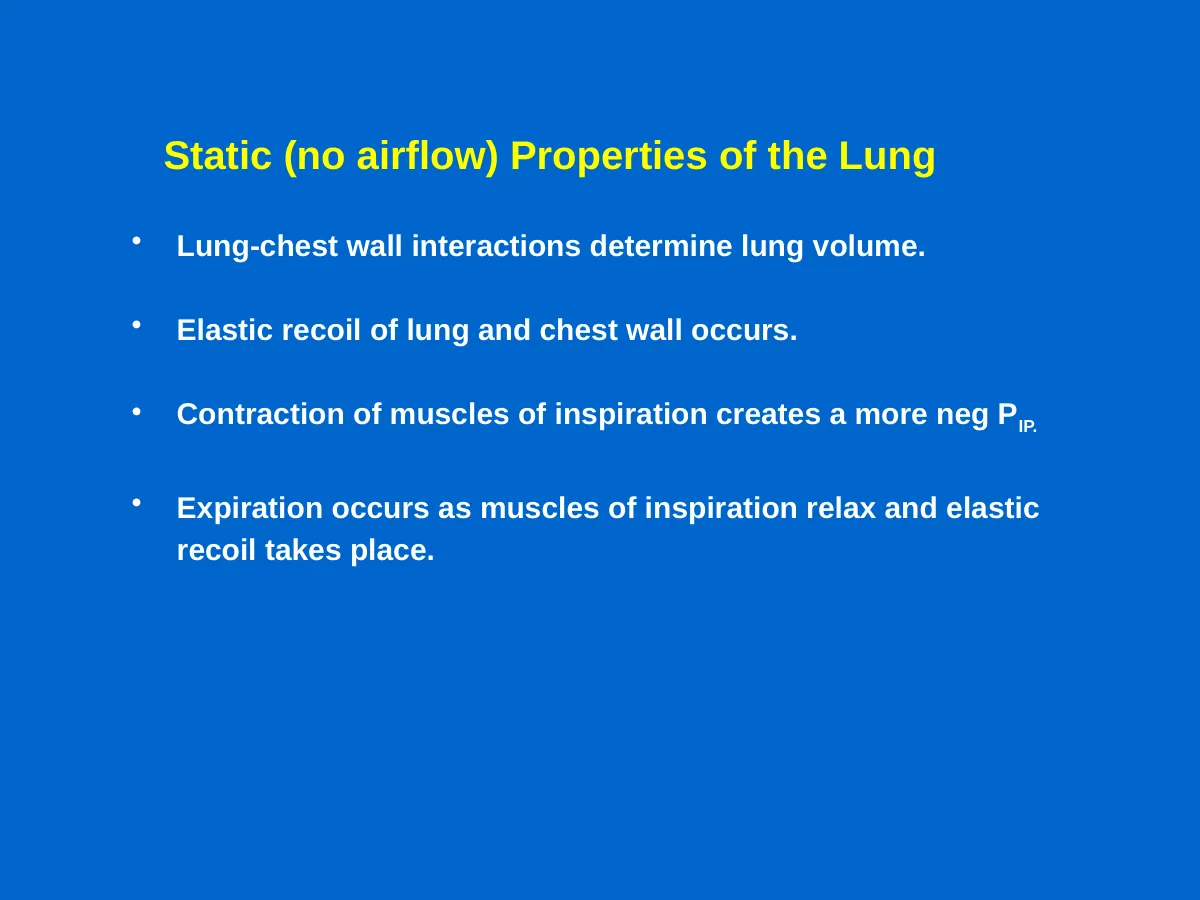 Static (no airflow) Properties of the Lung
• Lung-chest wall interactions determine lung volume.
• Elastic recoil of lung and chest wall occurs.
• Contraction of muscles of inspiration creates a more neg PIP.
• Expiration occurs as muscles of inspiration relax and elastic
recoil takes place.